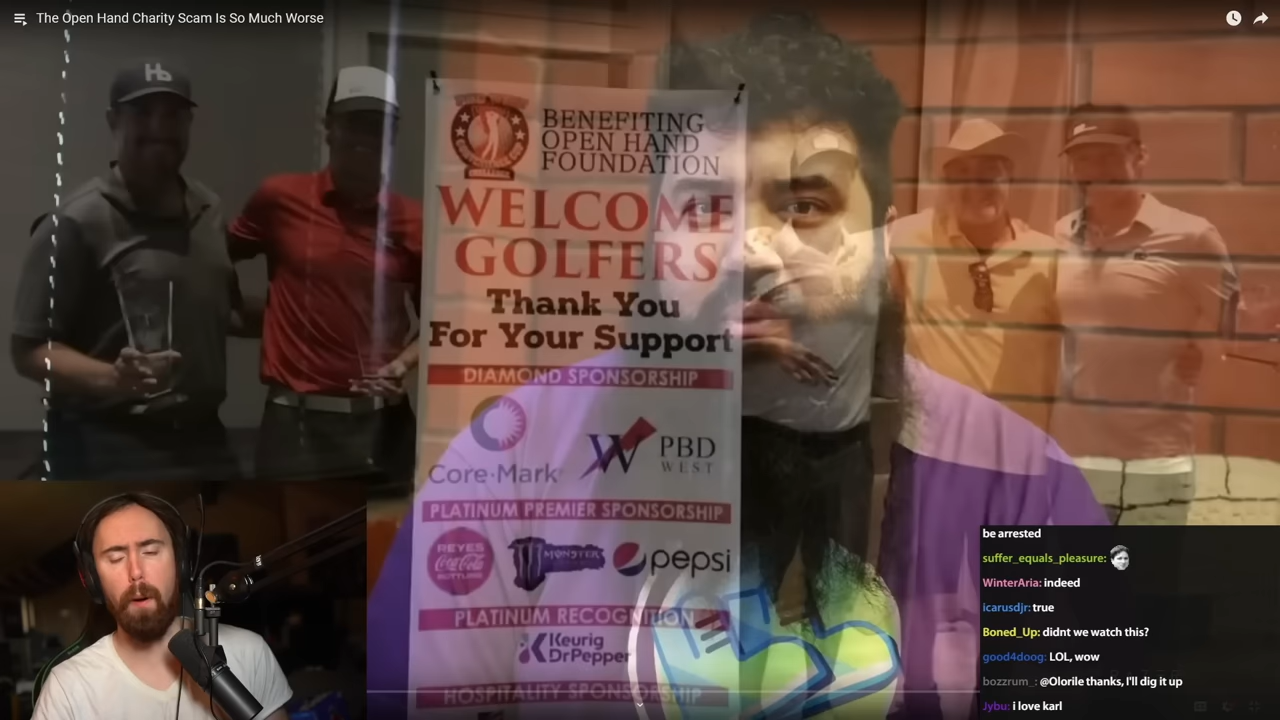 The Open Hand Charity Scam Is So Much Worse
Hb
BENEFITING
OPEN HAND
FOUNDATION
WELCOME
GOLFERS
Thank You
For Your Support
DIAMOND SPONSORSHIP
Core-Mark
W PBD
WEST
PLATINUM PREMIER SPONSORSHIP
REYES
Coca-Cola
BOTTLING
MONSTER
pepsi
PLATINUM RECOGNITION
Keurig
DrPepper
HOSPITALITY SPONSORSHIP
be arrested
suffer_equals_pleasure:
WinterAria: indeed
icarusdjr: true
Boned_Up: didnt we watch this?
good4doog: LOL, wow
bozzrum_: @Olorile thanks, I'll dig it up
Jybu: i love karl